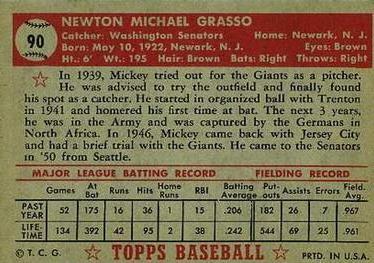 90
NEWTON MICHAEL GRASSO
Catcher: Washington Senators Home: Newark, N. J.
Born: May 10, 1922, Newark, N. J. Eyes: Brown
Ht.: 6' Wt.: 195 Hair: Brown Bats: Right Throws: Right
In 1939, Mickey tried out for the Giants as a pitcher.
He was advised to try the outfield and finally found
his spot as a catcher. He started in organized ball with Trenton
in 1941 and homered his first time at bat. The next 3 years,
he was in the Army and was captured by the Germans in
North Africa. In 1946, Mickey came back with Jersey City
and had a brief trial with the Giants. He came to the Senators
in '50 from Seattle.
MAJOR LEAGUE BATTING RECORD FIELDING RECORD
Games At Bat Runs Hits Home Runs RBI Batting Average Put-outs Assists Errors Field. Avg.
PAST YEAR 52 175 16 36 1 15 .206 182 26 7 .967
LIFE-TIME 134 392 42 95 2 38 .242 544 69 25 .961
© T. C. G. TOPPS BASEBALL PRTD. IN U.S.A.